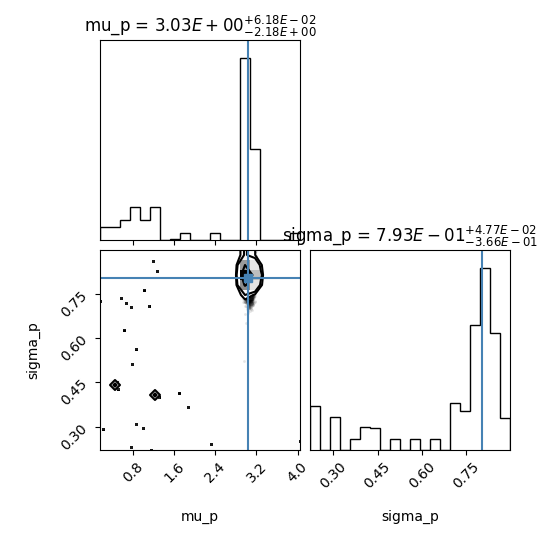 mu_p = 3.03E+00 +6.18E-02 -2.18E+00
sigma_p = 7.93E-01 +4.77E-02 -3.66E-01
sigma_p
0.75
0.60
0.45
0.30
0.8 1.6 2.4 3.2 4.0
0.30 0.45 0.60 0.75
mu_p
sigma_p